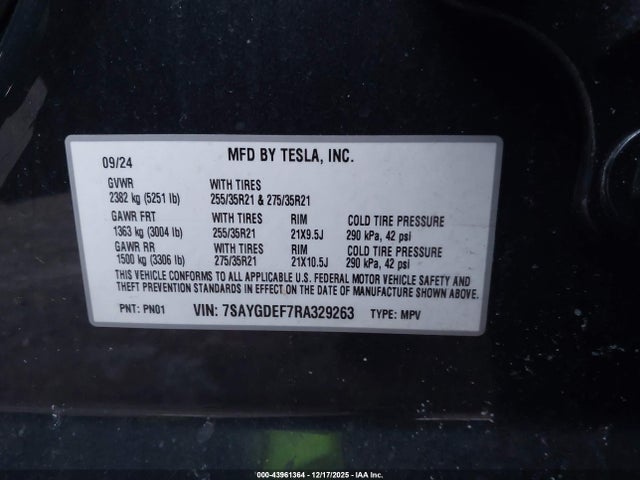 09/24 MFD BY TESLA, INC.
GVWR WITH TIRES
2382 kg (5251 lb) 255/35R21 & 275/35R21
GAWR FRT WITH TIRES RIM COLD TIRE PRESSURE
1363 kg (3004 lb) 255/35R21 21X9.5J 290 kPa, 42 psi
GAWR RR WITH TIRES RIM COLD TIRE PRESSURE
1500 kg (3306 lb) 275/35R21 21X10.5J 290 kPa, 42 psi
THIS VEHICLE CONFORMS TO ALL APPLICABLE U.S. FEDERAL MOTOR VEHICLE SAFETY AND
THEFT PREVENTION STANDARDS IN EFFECT ON THE DATE OF MANUFACTURE SHOWN ABOVE.
PNT: PN01 VIN: 7SAYGDEF7RA329263 TYPE: MPV
000-43961364 - 12/17/2025 - IAA Inc.